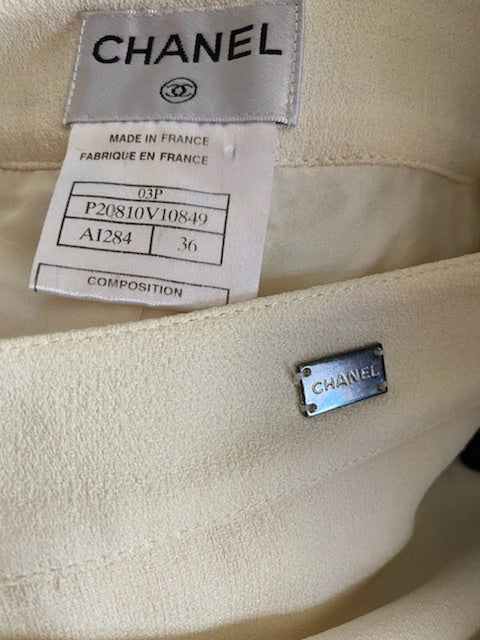 CHANEL
MADE IN FRANCE
FABRIQUE EN FRANCE
03P
P20810V10849
AI284 36
COMPOSITION
CHANEL